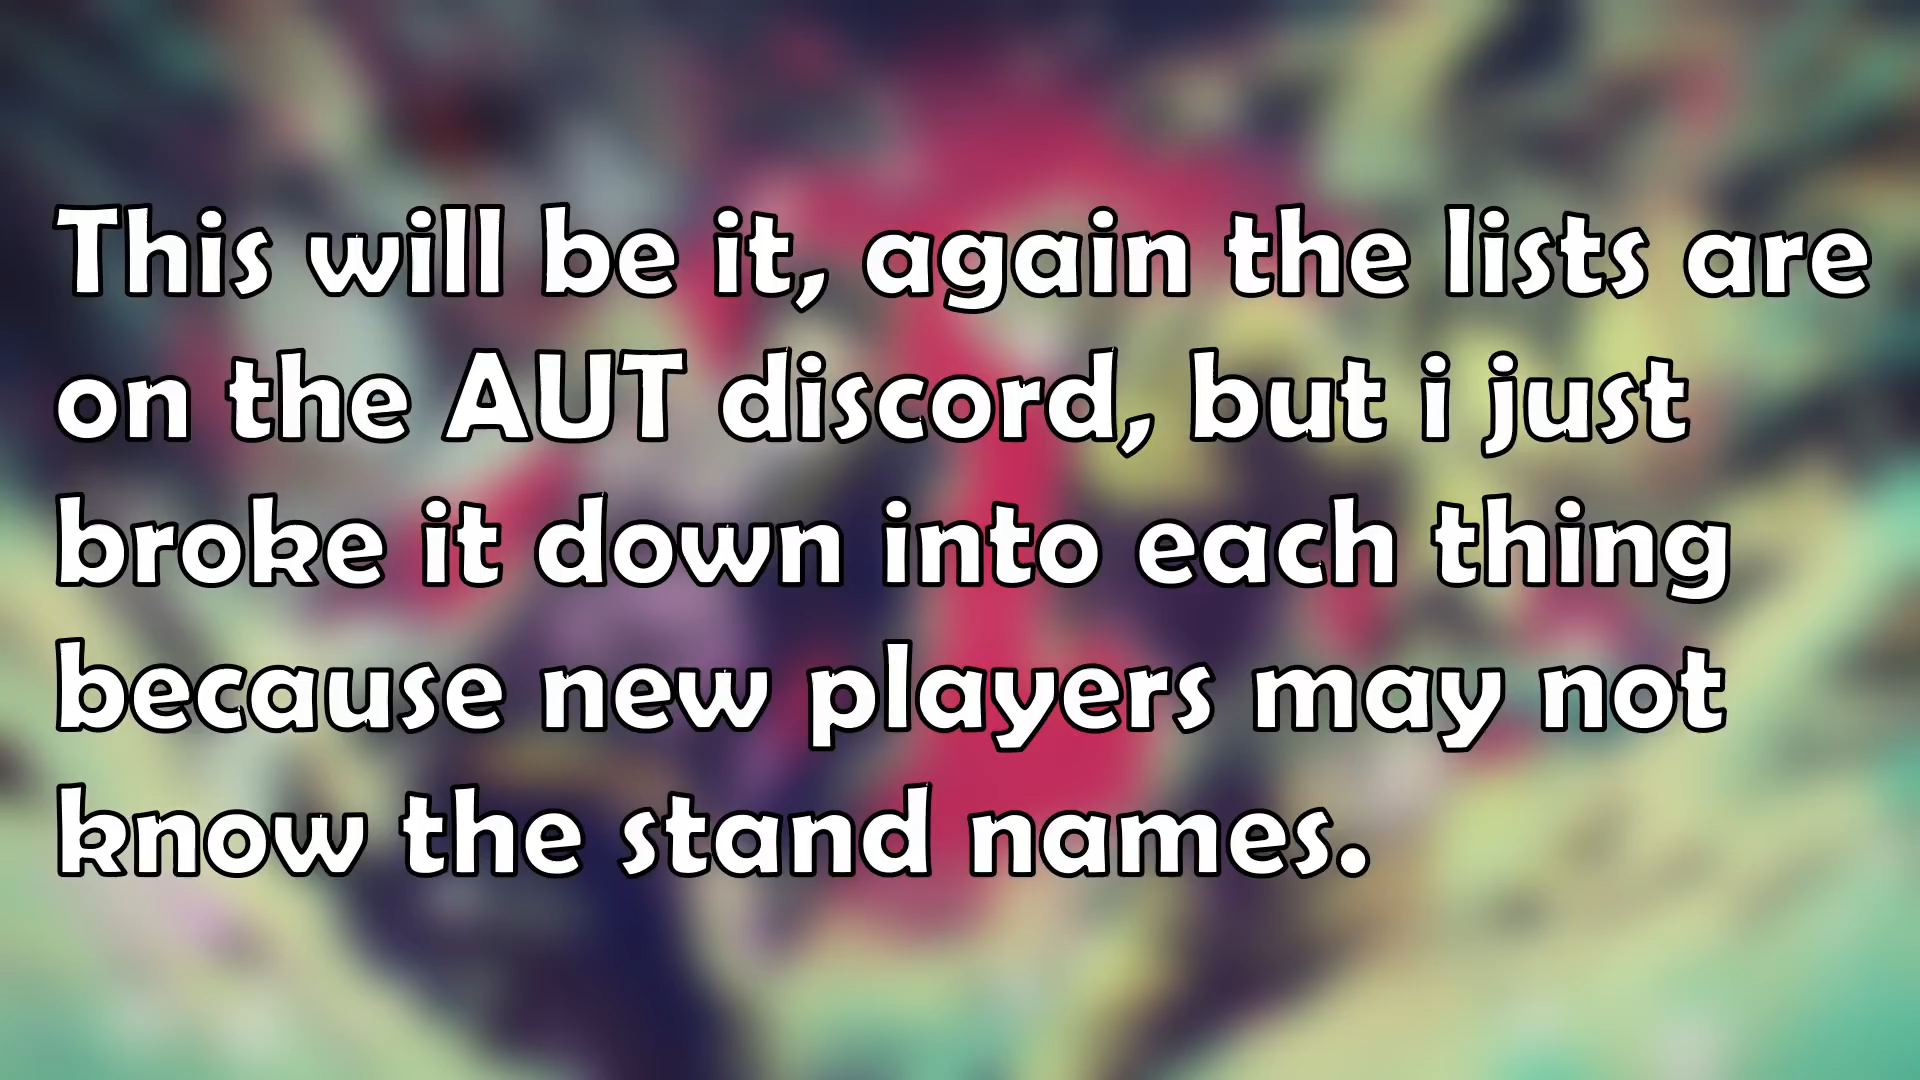 This will be it, again the lists are
on the AUT discord, but i just
broke it down into each thing
because new players may not
know the stand names.